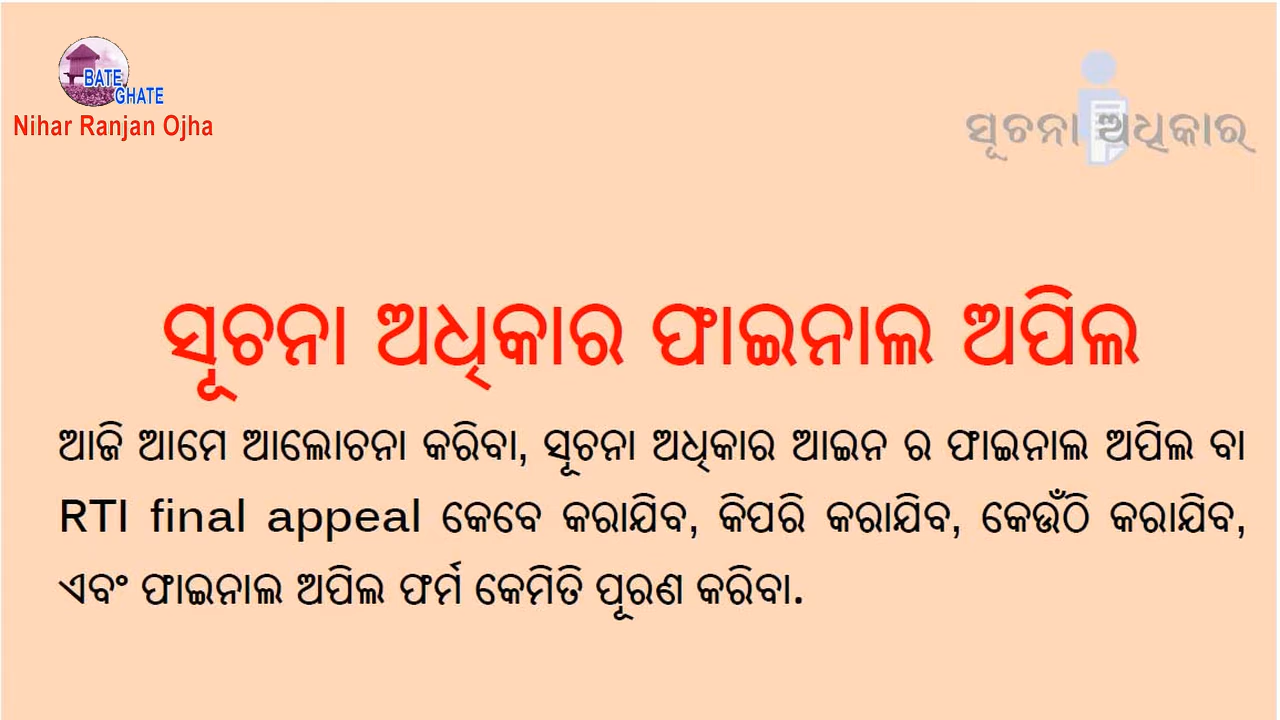 BATE
GHATE
Nihar Ranjan Ojha
ସୂଚନା ଅଧିକାର
ସୂଚନା ଅଧିକାର ଫାଇନାଲ ଅପିଲ
ଆଜି ଆମେ ଆଲୋଚନା କରିବା, ସୂଚନା ଅଧିକାର ଆଇନ ର ଫାଇନାଲ ଅପିଲ ବା
RTI final appeal କେବେ କରାଯିବ, କିପରି କରାଯିବ, କେଉଁଠି କରାଯିବ,
ଏବଂ ଫାଇନାଲ ଅପିଲ ଫର୍ମ କେମିତି ପୂରଣ କରିବା.